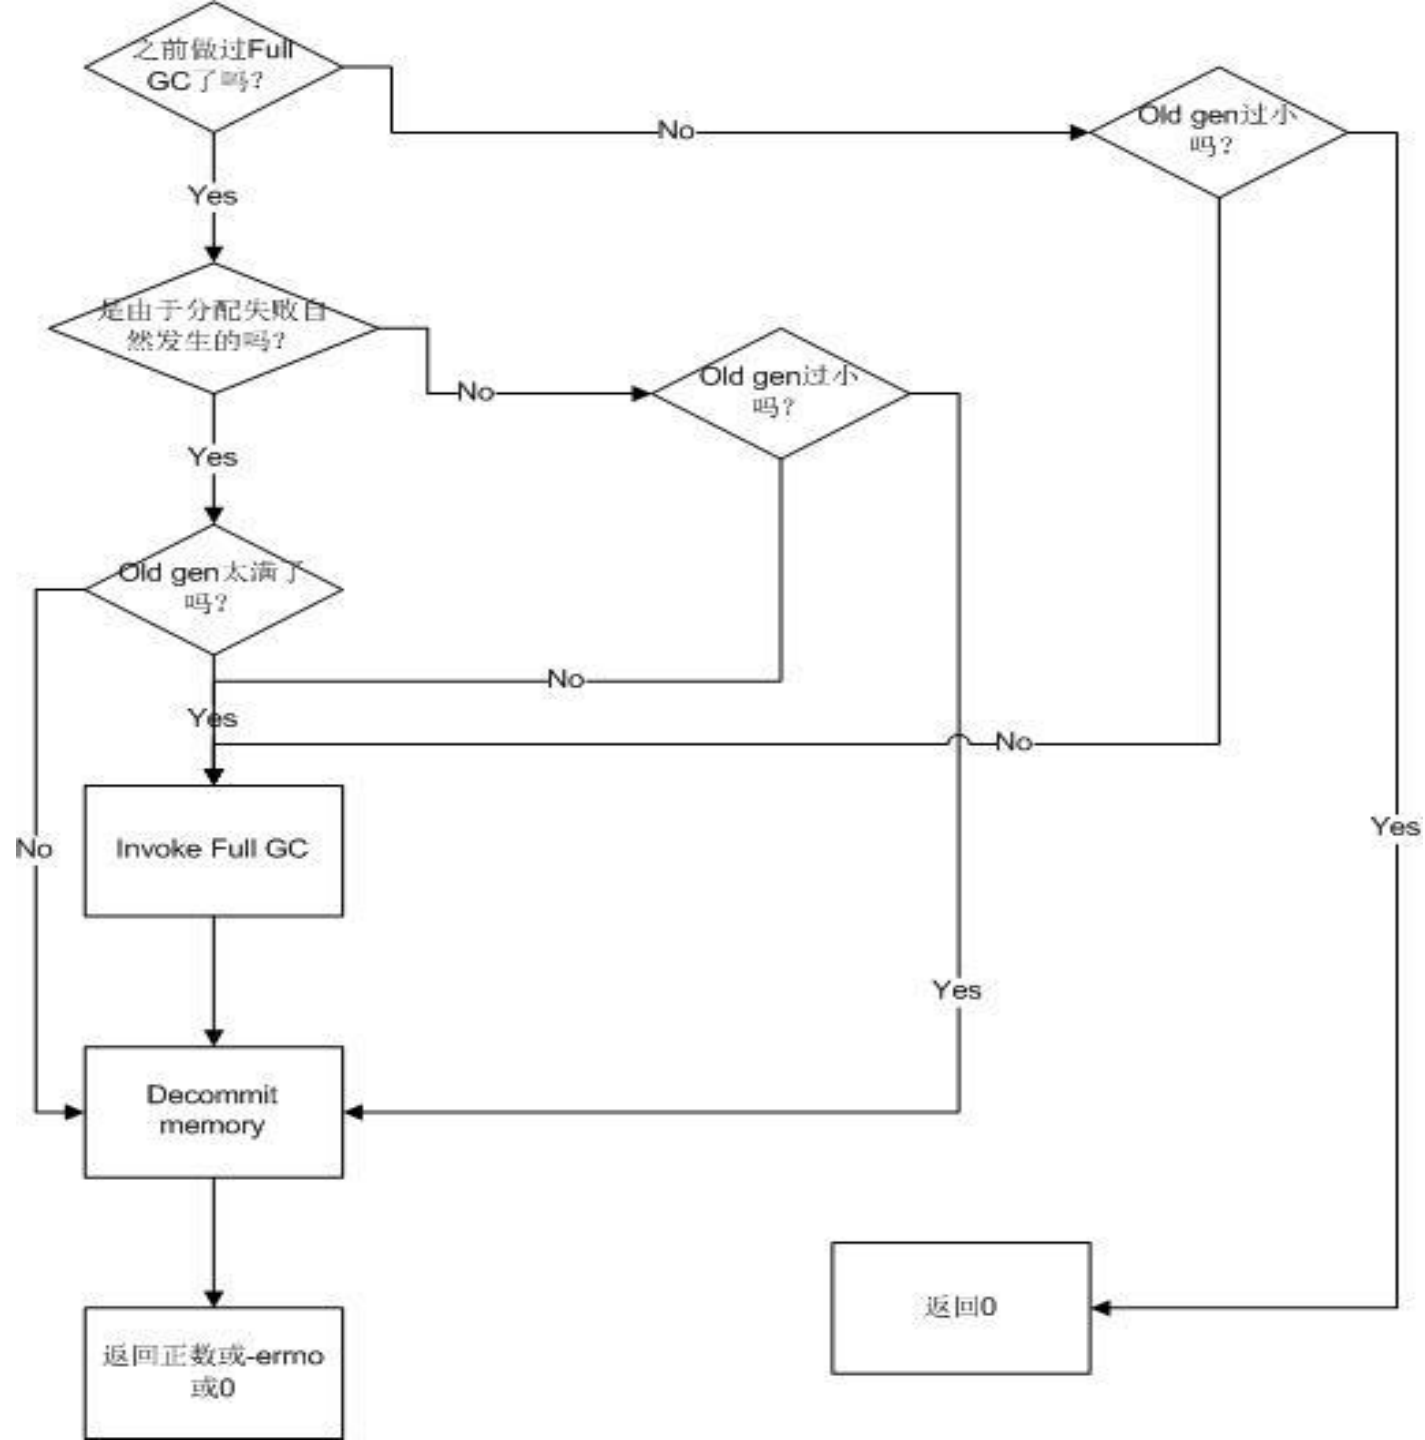 之前做过Full
GC了吗?
No
Old gen过小
吗?
Yes
是由于分配失败自
然发生的吗?
No
Old gen过小
吗?
Yes
Old gen太满了
吗?
No
Yes
No
Yes
No
Invoke Full GC
Yes
Decommit
memory
返回0
返回正数或-errno
或0